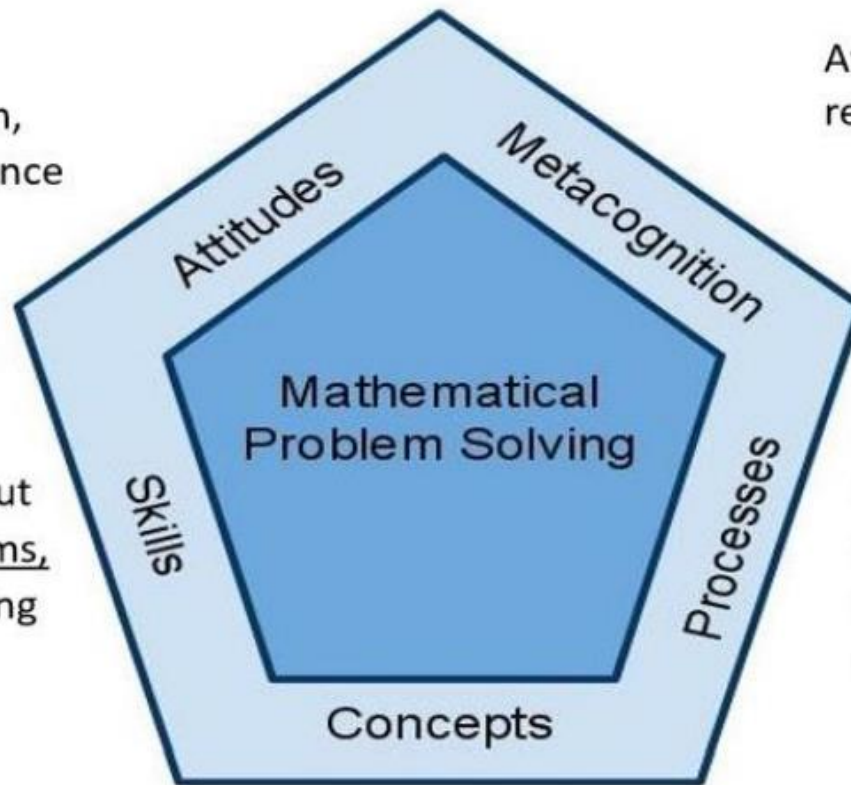 Attitudes
Metacognition
Mathematical
Problem Solving
Skills
Processes
Concepts